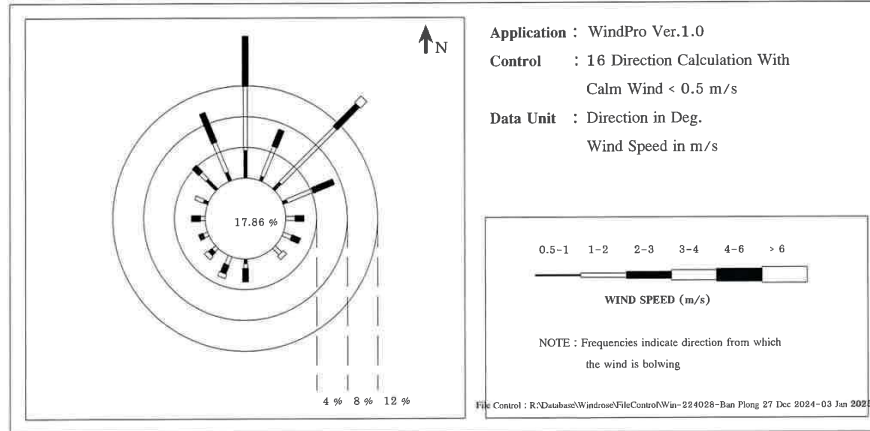 N
17.86 %
4 % 8 % 12 %
Application : WindPro Ver.1.0
Control : 16 Direction Calculation With
Calm Wind < 0.5 m/s
Data Unit : Direction in Deg.
Wind Speed in m/s
0.5-1 1-2 2-3 3-4 4-6 > 6
WIND SPEED (m/s)
NOTE : Frequencies indicate direction from which
the wind is bolwing
File Control : R:\Database\Windrose\FileControl\Win-224028-Ban Plong 27 Dec 2024-03 Jan 2025